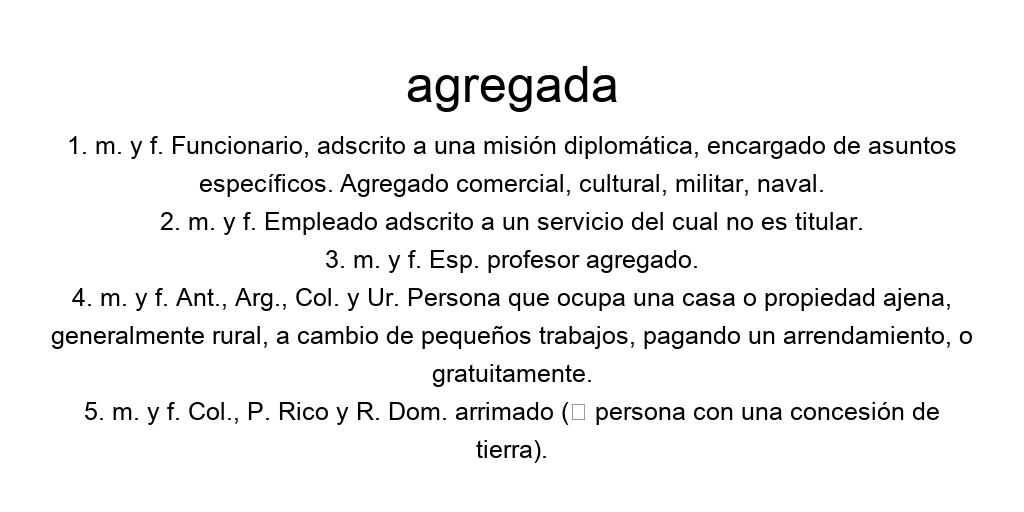 agregada
1. m. y f. Funcionario, adscrito a una misión diplomática, encargado de asuntos
específicos. Agregado comercial, cultural, militar, naval.
2. m. y f. Empleado adscrito a un servicio del cual no es titular.
3. m. y f. Esp. profesor agregado.
4. m. y f. Ant., Arg., Col. y Ur. Persona que ocupa una casa o propiedad ajena,
generalmente rural, a cambio de pequeños trabajos, pagando un arrendamiento, o
gratuitamente.
5. m. y f. Col., P. Rico y R. Dom. arrimado (□ persona con una concesión de
tierra).